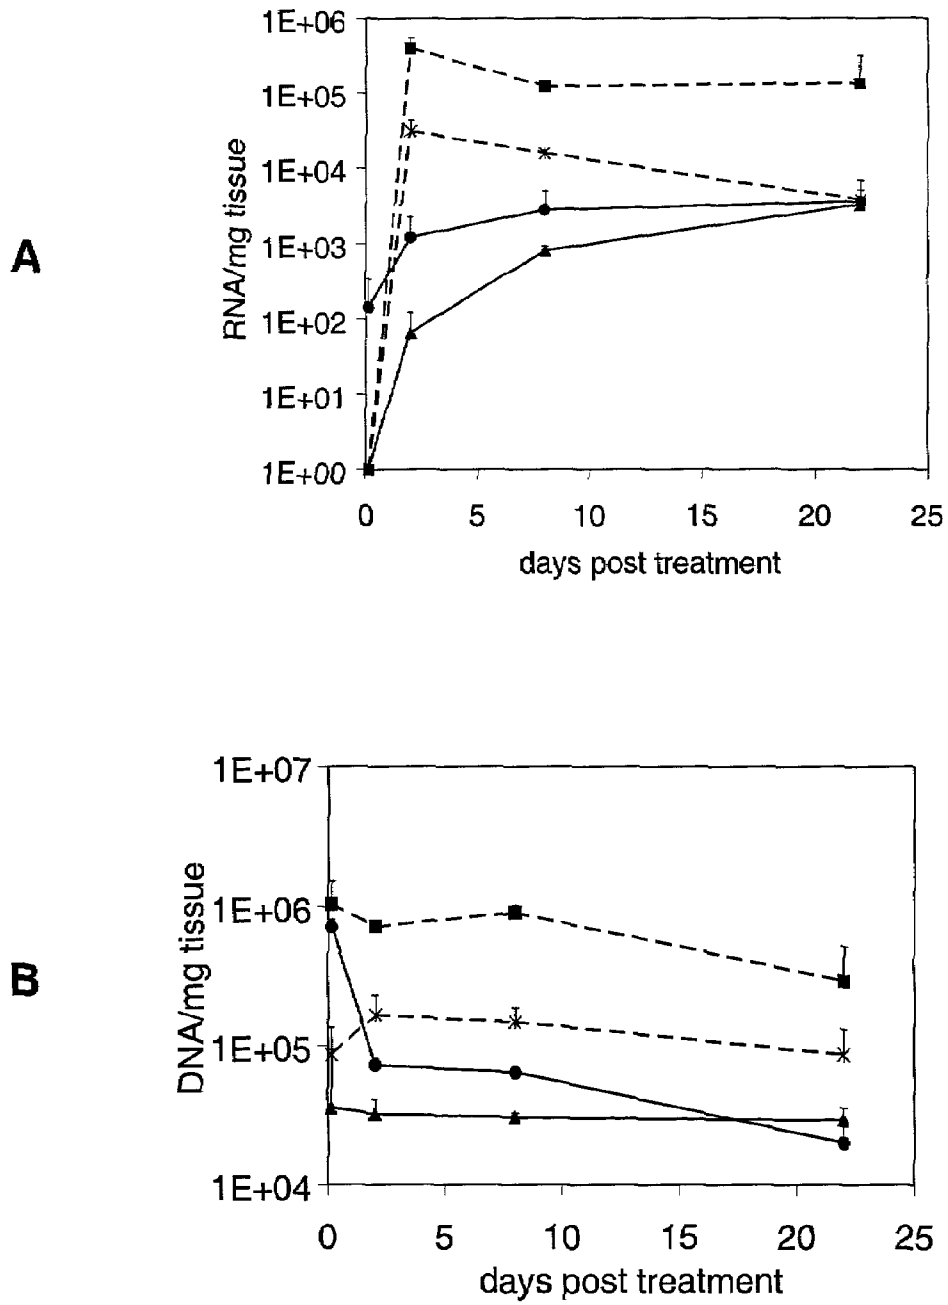 A
RNA/mg tissue
1E+06
1E+05
1E+04
1E+03
1E+02
1E+01
1E+00
0 5 10 15 20 25
days post treatment
B
DNA/mg tissue
1E+07
1E+06
1E+05
1E+04
0 5 10 15 20 25
days post treatment